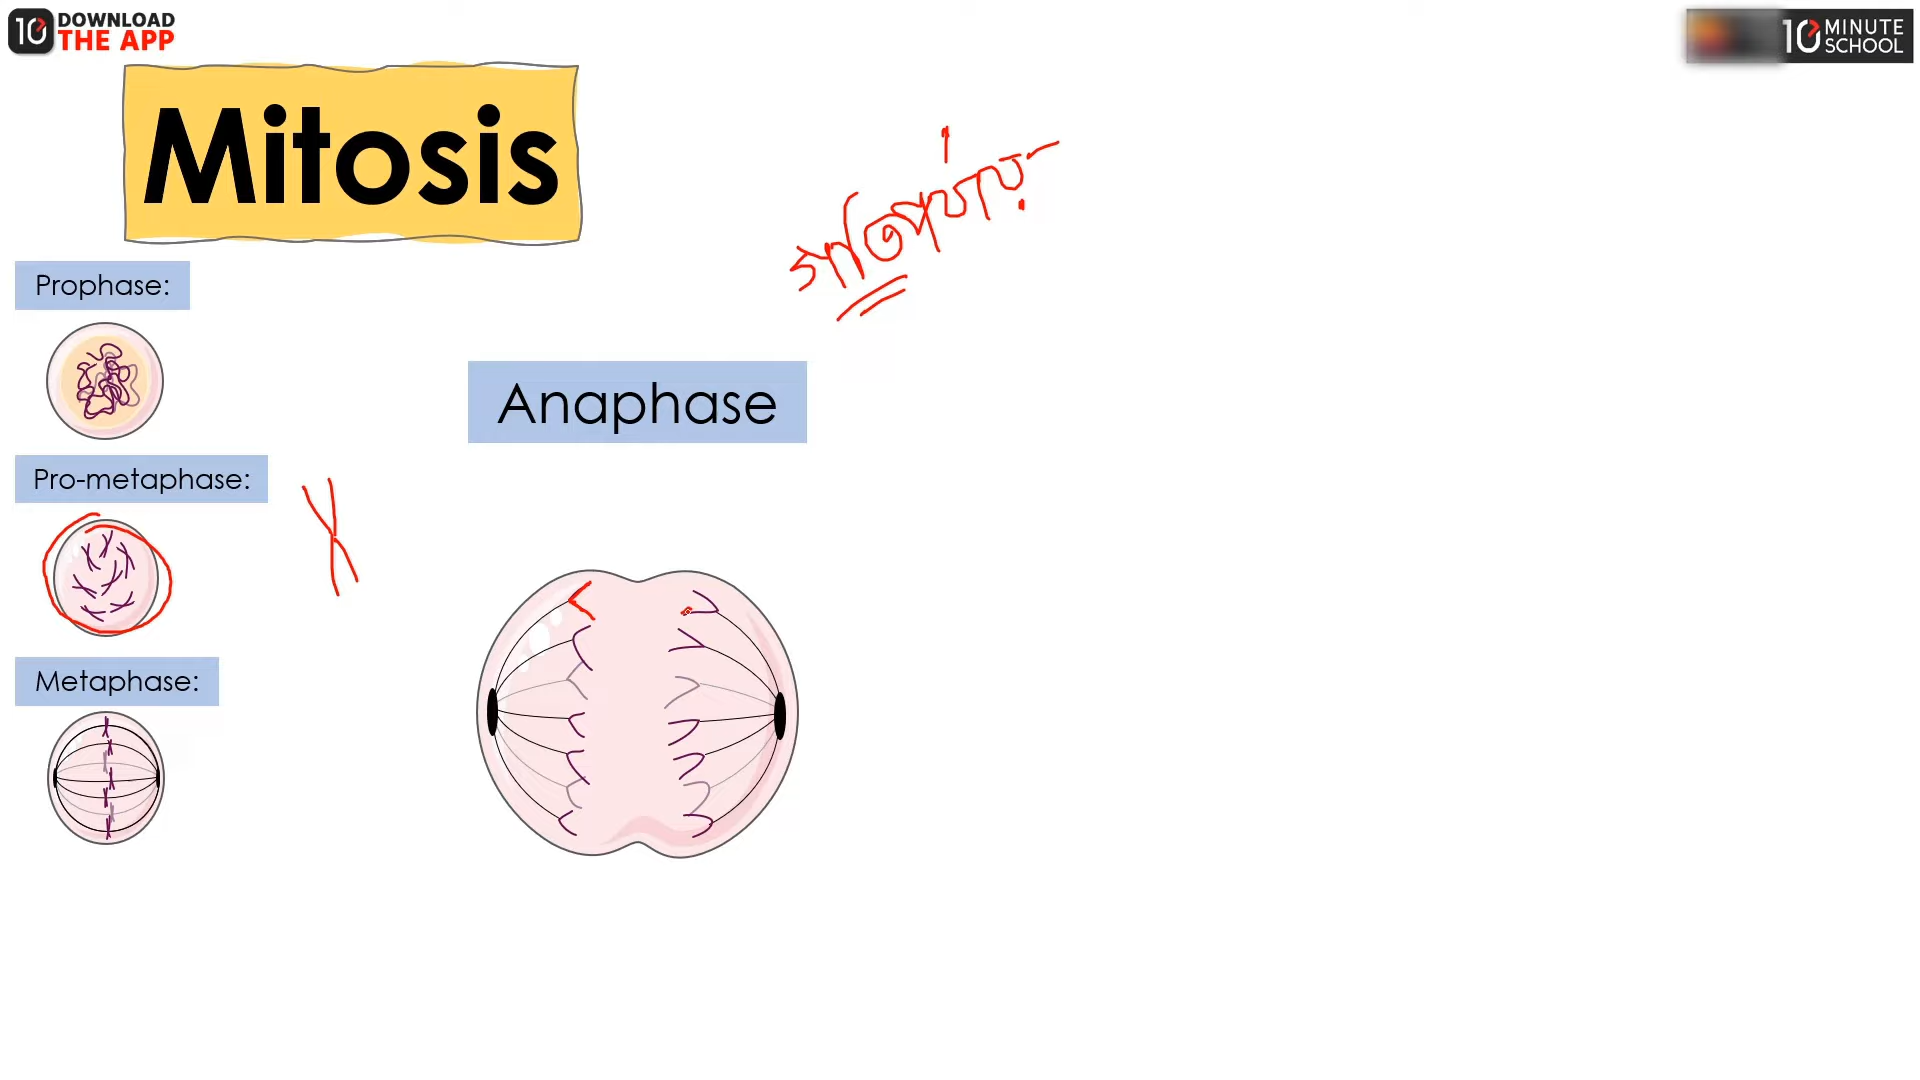 DOWNLOAD
THE APP
10 MINUTE
SCHOOL
Mitosis
Prophase:
Anaphase
Pro-metaphase:
Metaphase: